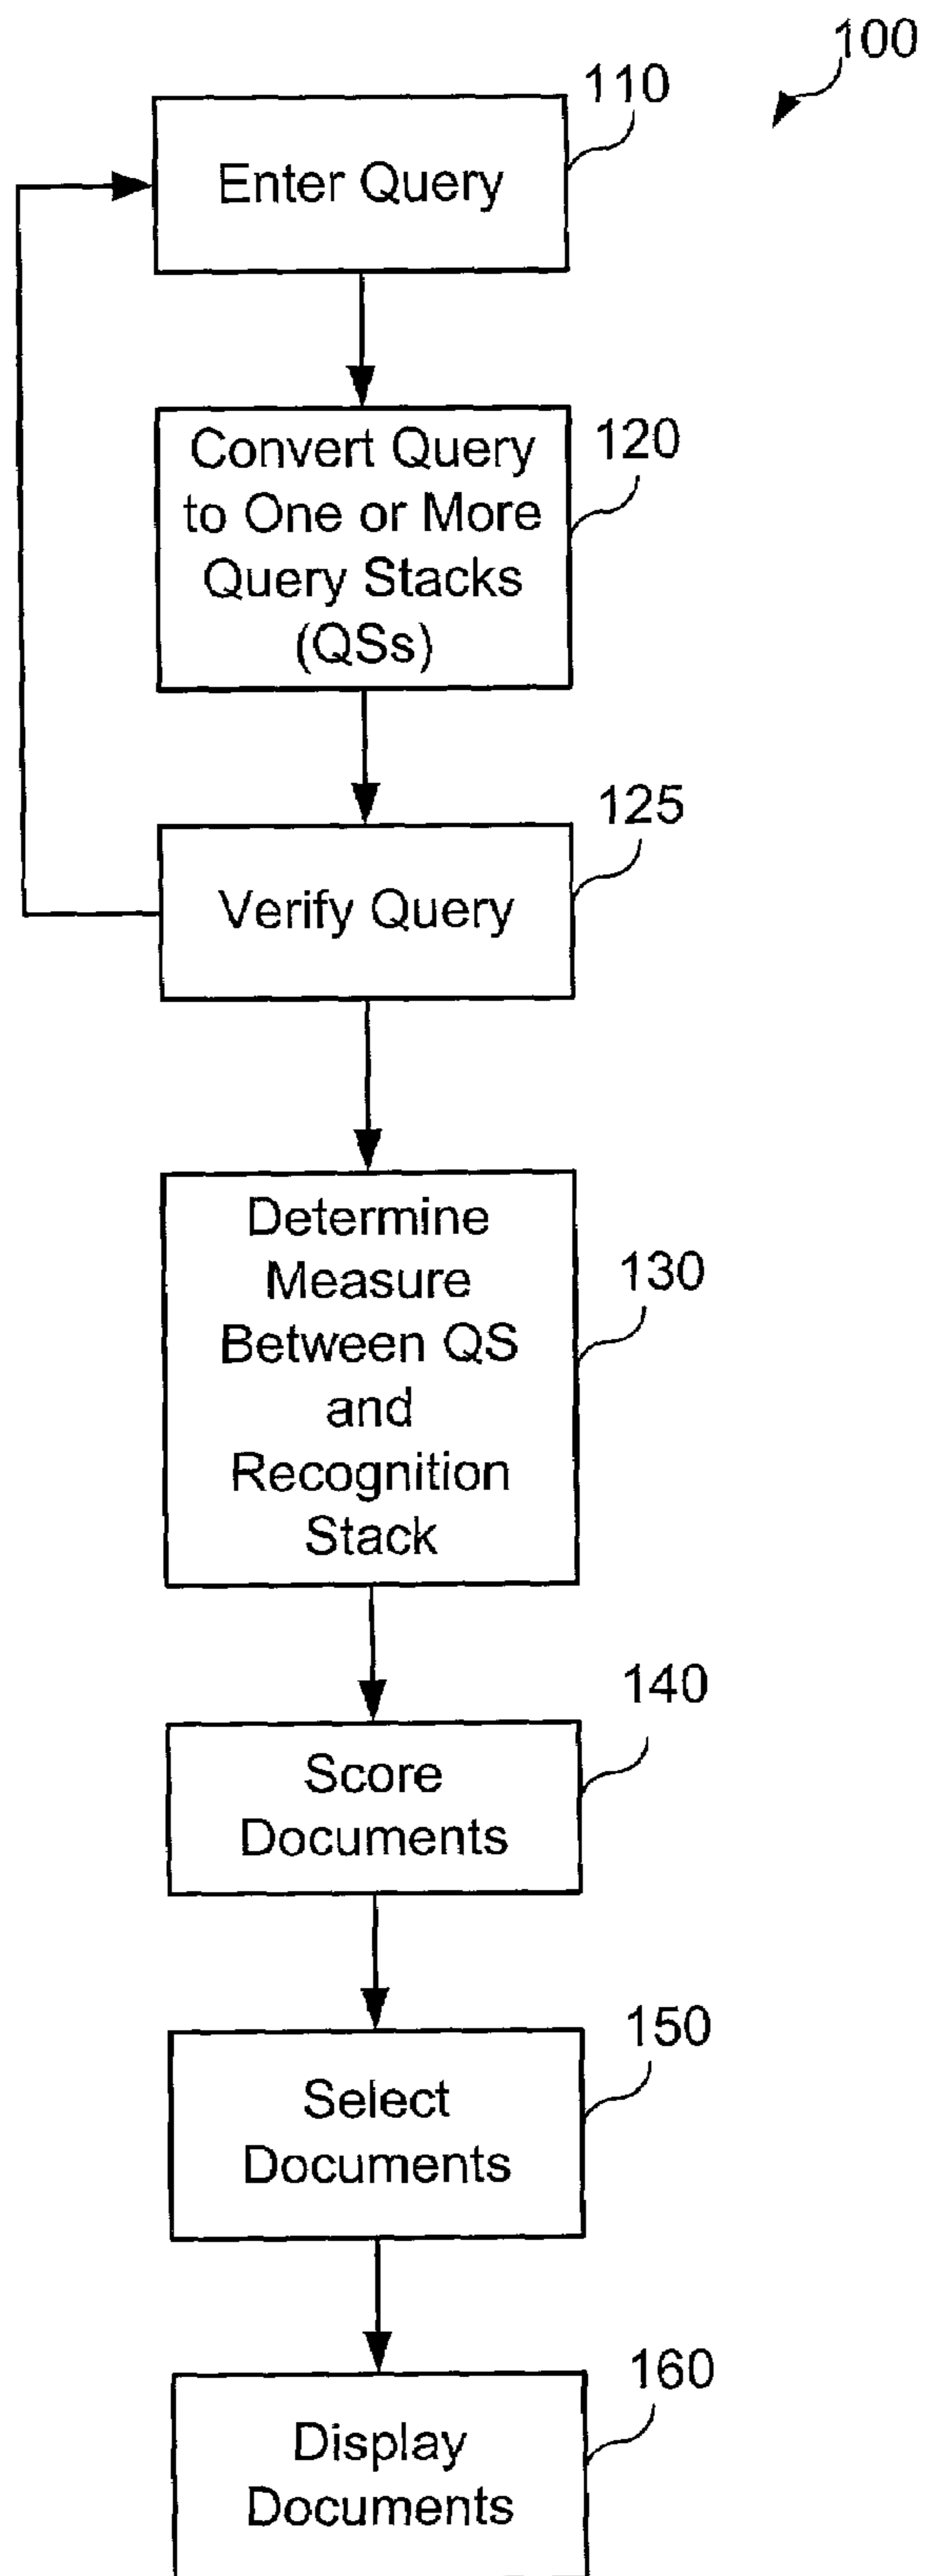 100
110
Enter Query
120
Convert Query
to One or More
Query Stacks
(QSs)
125
Verify Query
130
Determine
Measure
Between QS
and
Recognition
Stack
140
Score
Documents
150
Select
Documents
160
Display
Documents